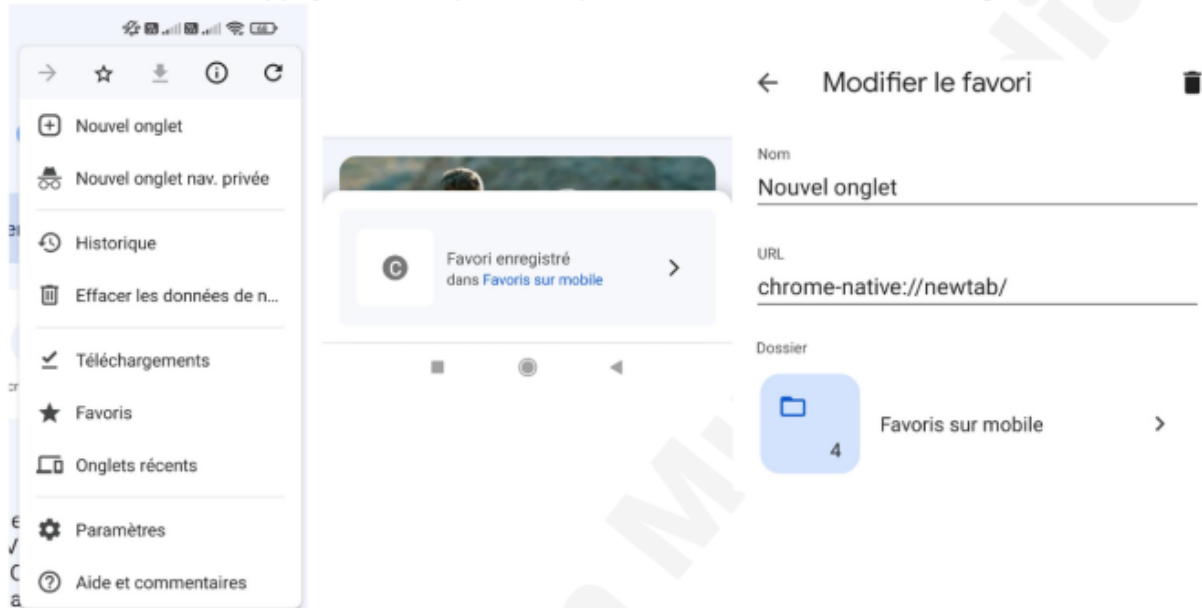 Nouvel onglet
Nouvel onglet nav. privée
Historique
Effacer les données de n...
Téléchargements
Favoris
Onglets récents
Paramètres
Aide et commentaires
Favori enregistré
dans Favoris sur mobile
Modifier le favori
Nom
Nouvel onglet
URL
chrome-native://newtab/
Dossier
4
Favoris sur mobile